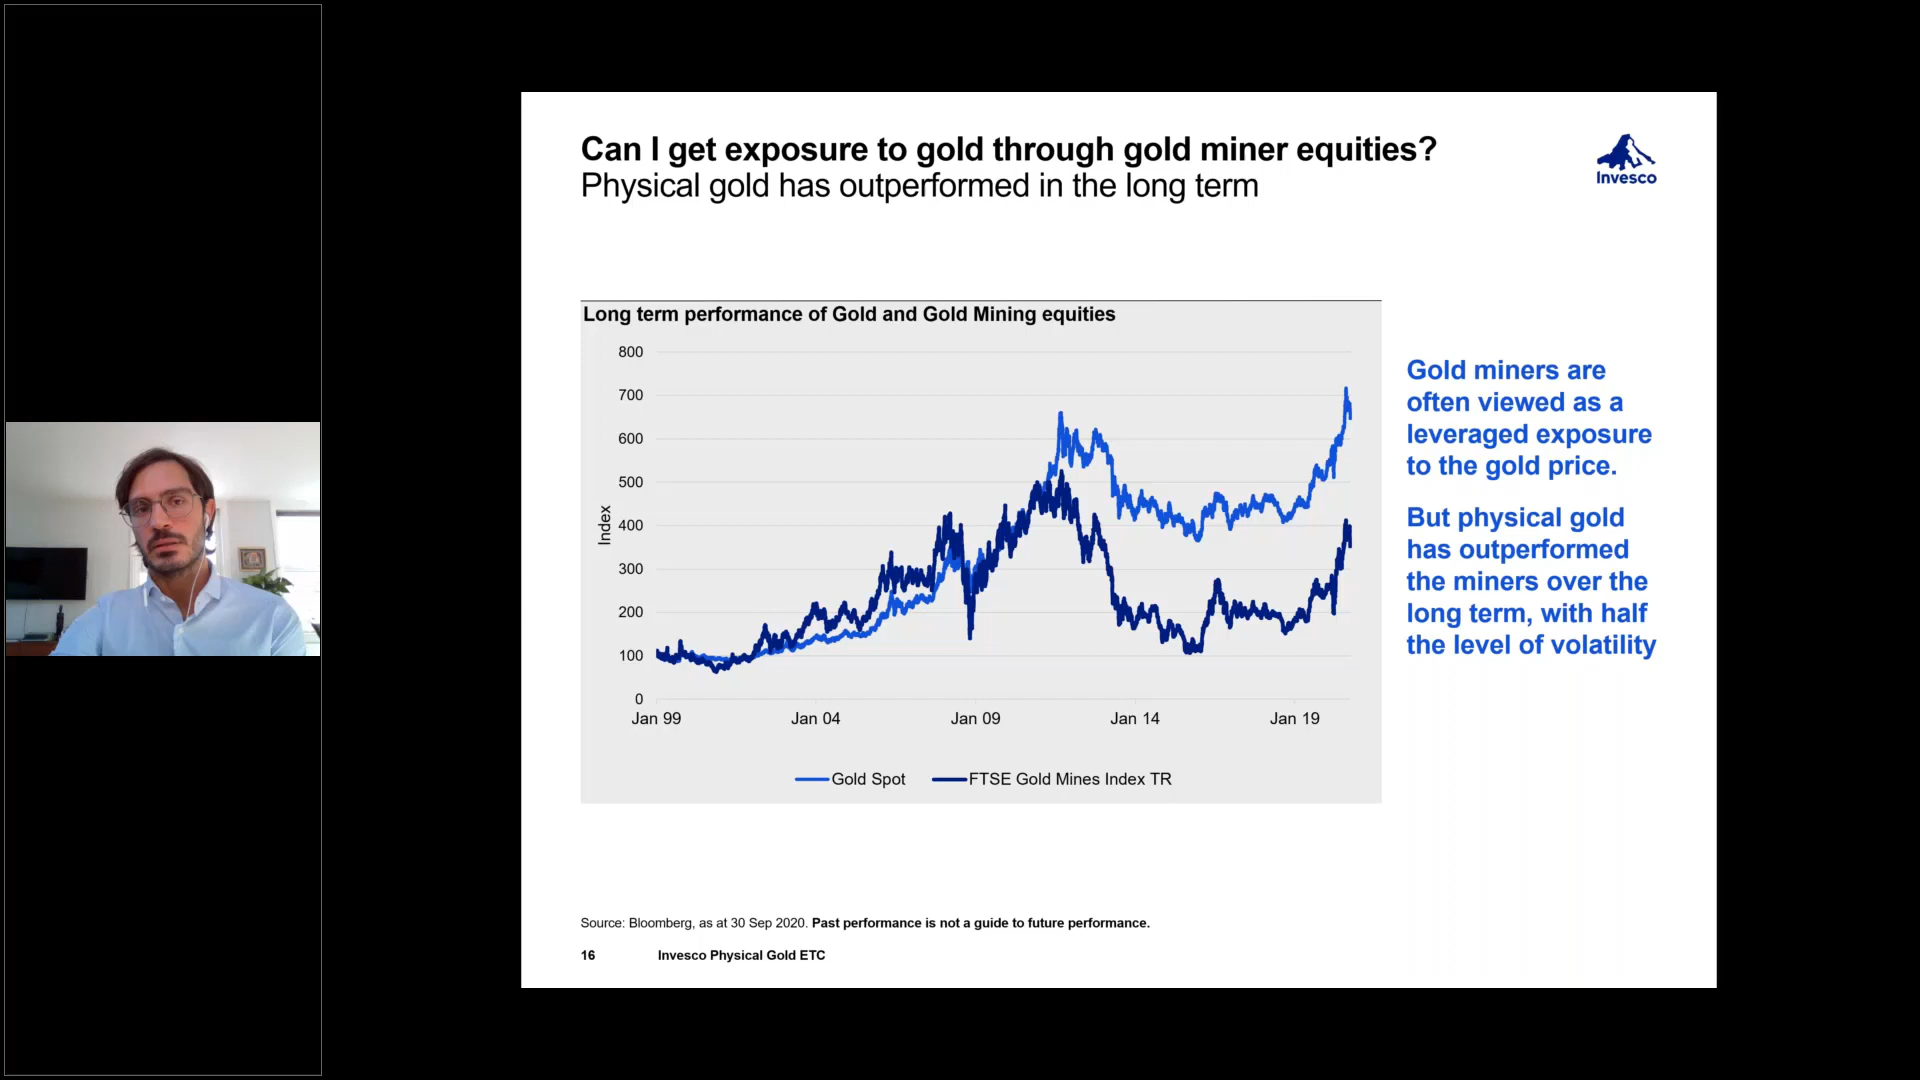 Can I get exposure to gold through gold miner equities?
Physical gold has outperformed in the long term
Invesco
Long term performance of Gold and Gold Mining equities
800
700
600
500
400
300
200
100
0
Index
Jan 99
Jan 04
Jan 09
Jan 14
Jan 19
Gold Spot
FTSE Gold Mines Index TR
Gold miners are
often viewed as a
leveraged exposure
to the gold price.
But physical gold
has outperformed
the miners over the
long term, with half
the level of volatility
Source: Bloomberg, as at 30 Sep 2020. Past performance is not a guide to future performance.
16 Invesco Physical Gold ETC